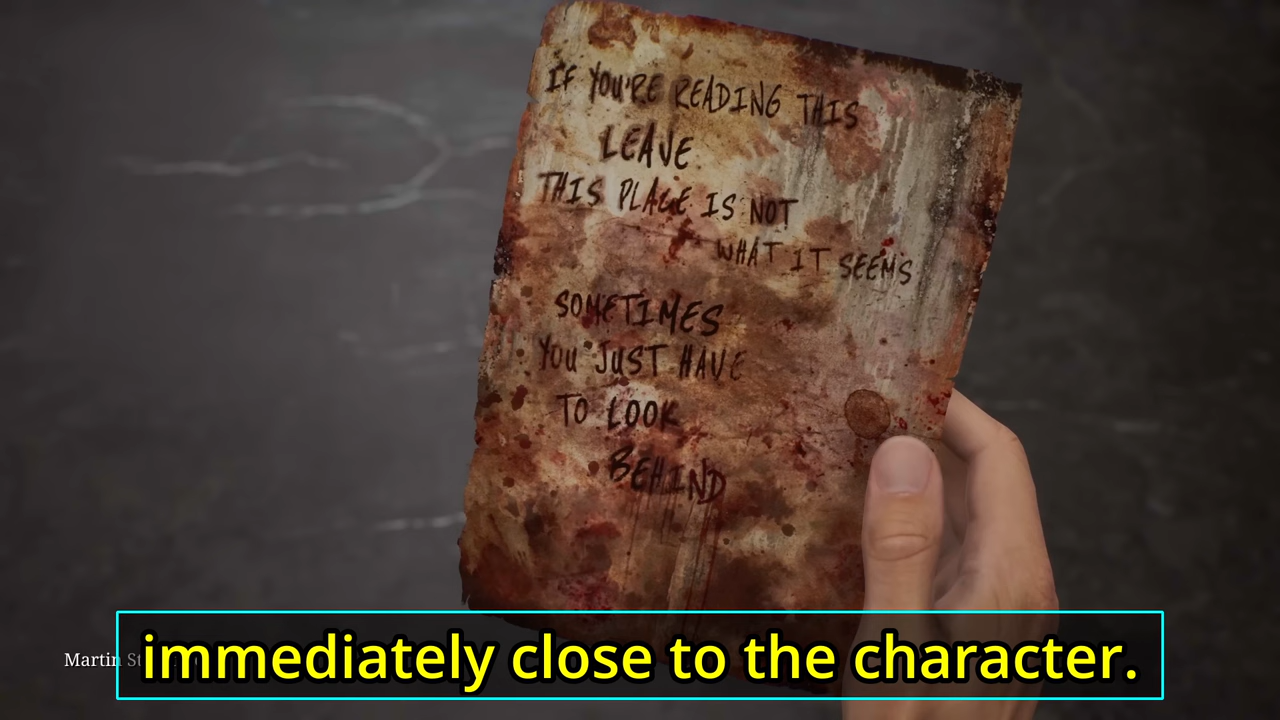 IF YOU'RE READING THIS
LEAVE
THIS PLACE IS NOT
WHAT IT SEEMS
SOMETIMES
YOU JUST HAVE
TO LOOK
BEHIND
Martin
immediately close to the character.